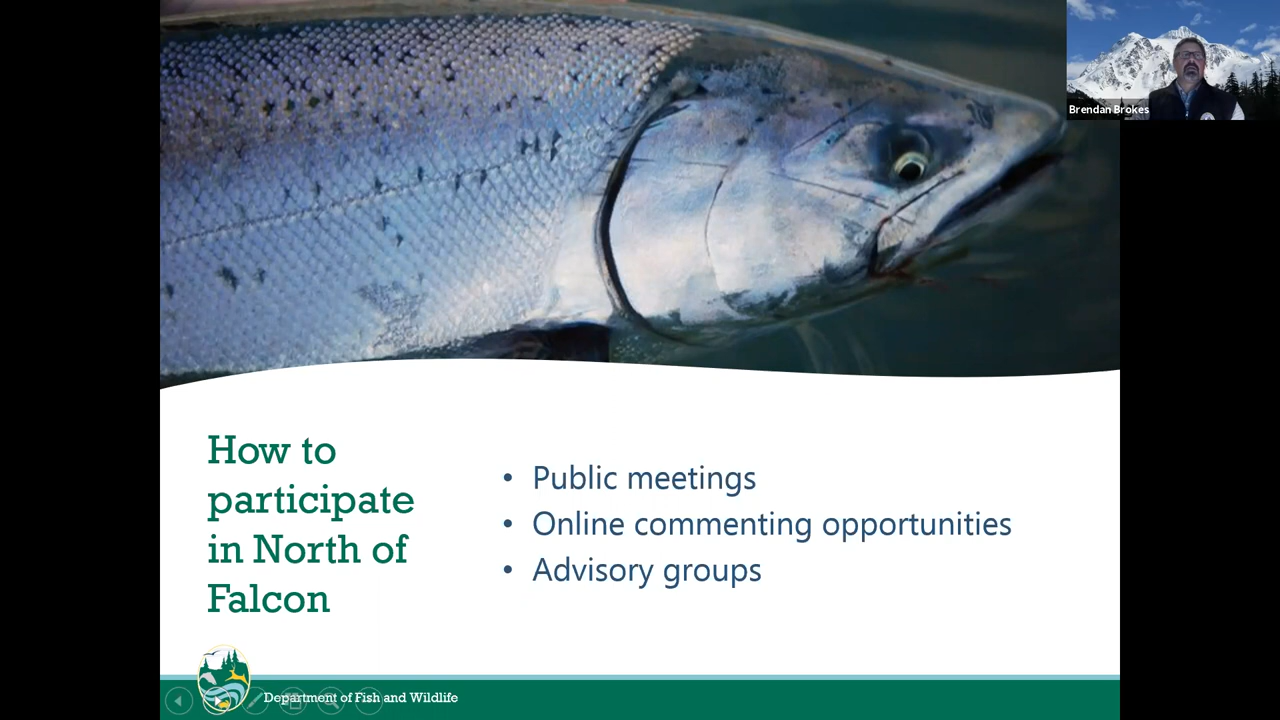 Brendan Brokes
How to
participate
in North of
Falcon
• Public meetings
• Online commenting opportunities
• Advisory groups
Department of Fish and Wildlife